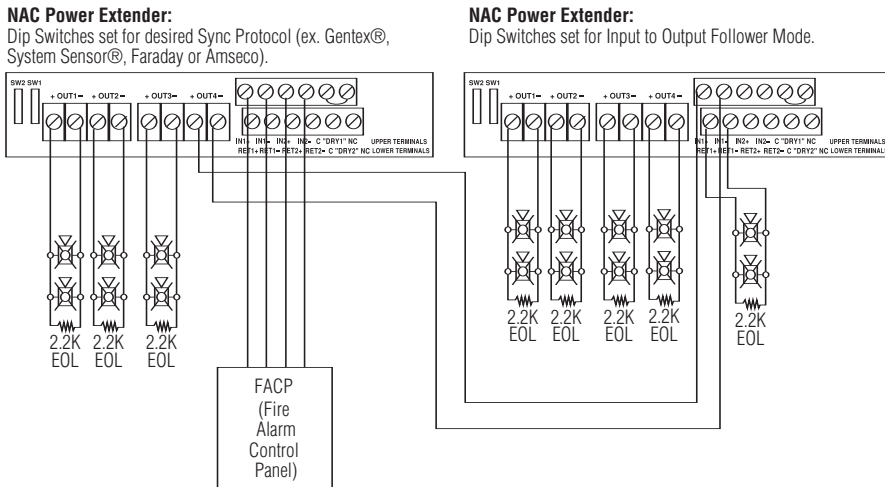 NAC Power Extender:
Dip Switches set for desired Sync Protocol (ex. Gentex®,
System Sensor®, Faraday or Amseco).
SW2 SW1
+ OUT1 – + OUT2 – + OUT3 – + OUT4 –
IN1+ IN1– IN2+ IN2– C "DRY1" NC UPPER TERMINALS
RET1+ RET1– RET2+ RET2– C "DRY2" NC LOWER TERMINALS
2.2K EOL
2.2K EOL
2.2K EOL
FACP
(Fire
Alarm
Control
Panel)
NAC Power Extender:
Dip Switches set for Input to Output Follower Mode.
SW2 SW1
+ OUT1 – + OUT2 – + OUT3 – + OUT4 –
IN1+ IN1– IN2+ IN2– C "DRY1" NC UPPER TERMINALS
RET1+ RET1– RET2+ RET2– C "DRY2" NC LOWER TERMINALS
2.2K EOL
2.2K EOL
2.2K EOL
2.2K EOL
2.2K EOL